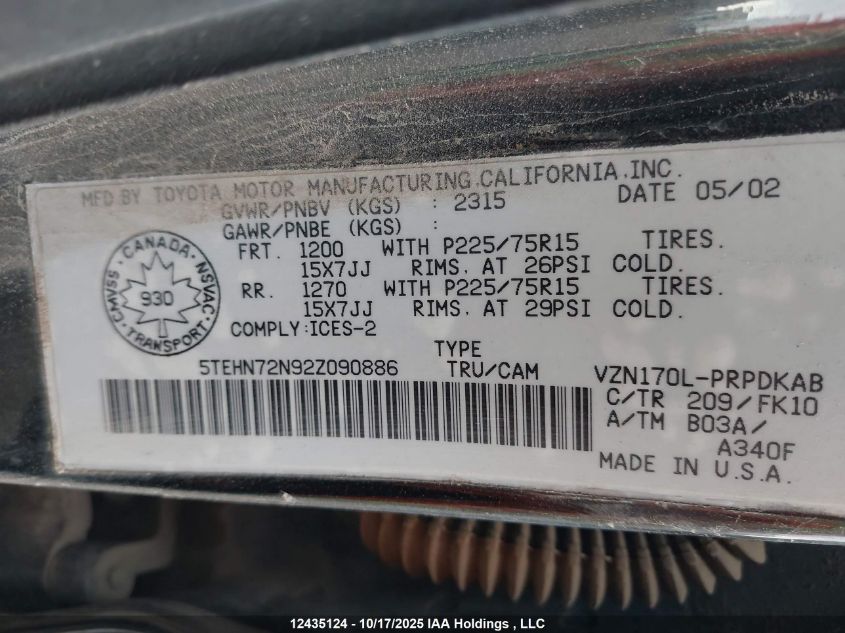 MFD BY TOYOTA MOTOR MANUFACTURING, CALIFORNIA, INC.
GVWR/PNBV (KGS) : 2315 DATE 05/02
GAWR/PNBE (KGS) :
FRT. 1200 WITH P225/75R15 TIRES.
15X7JJ RIMS. AT 26PSI COLD.
RR. 1270 WITH P225/75R15 TIRES.
15X7JJ RIMS. AT 29PSI COLD.
COMPLY:ICES-2
CANADA
CMVSS 930 NSVAC
TRANSPORT
TYPE
5TEHN72N92Z090886 TRU/CAM VZN170L-PRPDKAB
C/TR 209/FK10
A/TM B03A/
A340F
MADE IN U.S.A.
12435124 - 10/17/2025 IAA Holdings , LLC